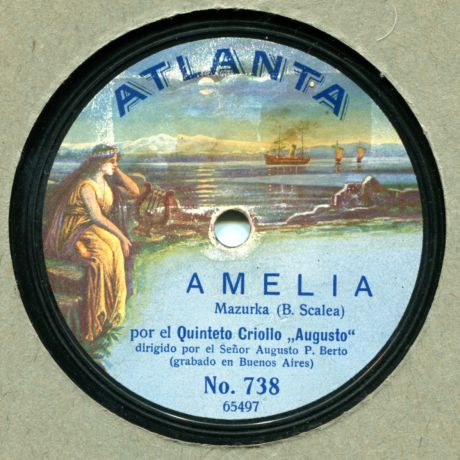 ATLANTA
AMELIA
Mazurka (B. Scalea)
por el Quinteto Criollo „Augusto“
dirigido por el Señor Augusto P. Berto
(grabado en Buenos Aires)
No. 738
65497